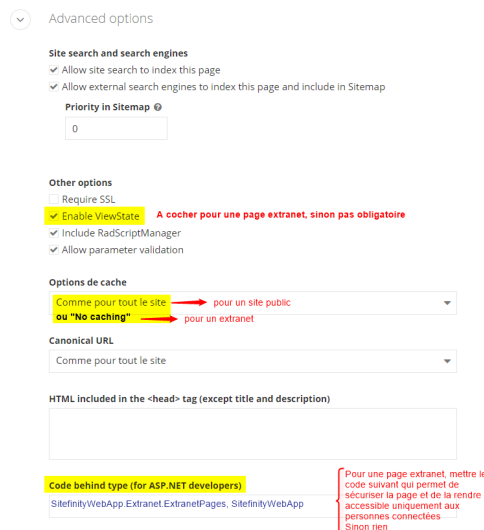 Advanced options
Site search and search engines
Allow site search to index this page
Allow external search engines to index this page and include in Sitemap
Priority in Sitemap
0
Other options
Require SSL
Enable ViewState A cocher pour une page extranet, sinon pas obligatoire
Include RadScriptManager
Allow parameter validation
Options de cache
Comme pour tout le site pour un site public
ou "No caching" pour un extranet
Canonical URL
Comme pour tout le site
HTML included in the <head> tag (except title and description)
Code behind type (for ASP.NET developers)
SitefinityWebApp.Extranet.ExtranetPages, SitefinityWebApp
Pour une page extranet, mettre le
code suivant qui permet de
sécuriser la page et de la rendre
accessible uniquement aux
personnes connectées
Sinon rien